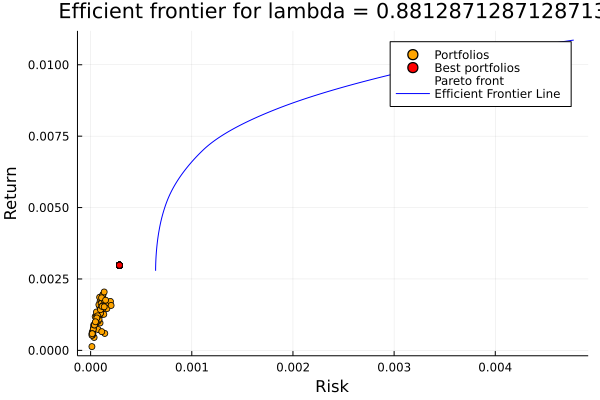 Efficient frontier for lambda = 0.8812871287128713
0.0100
0.0075
0.0050
0.0025
0.0000
Return
Portfolios
Best portfolios
Pareto front
Efficient Frontier Line
0.000
0.001
0.002
0.003
0.004
Risk